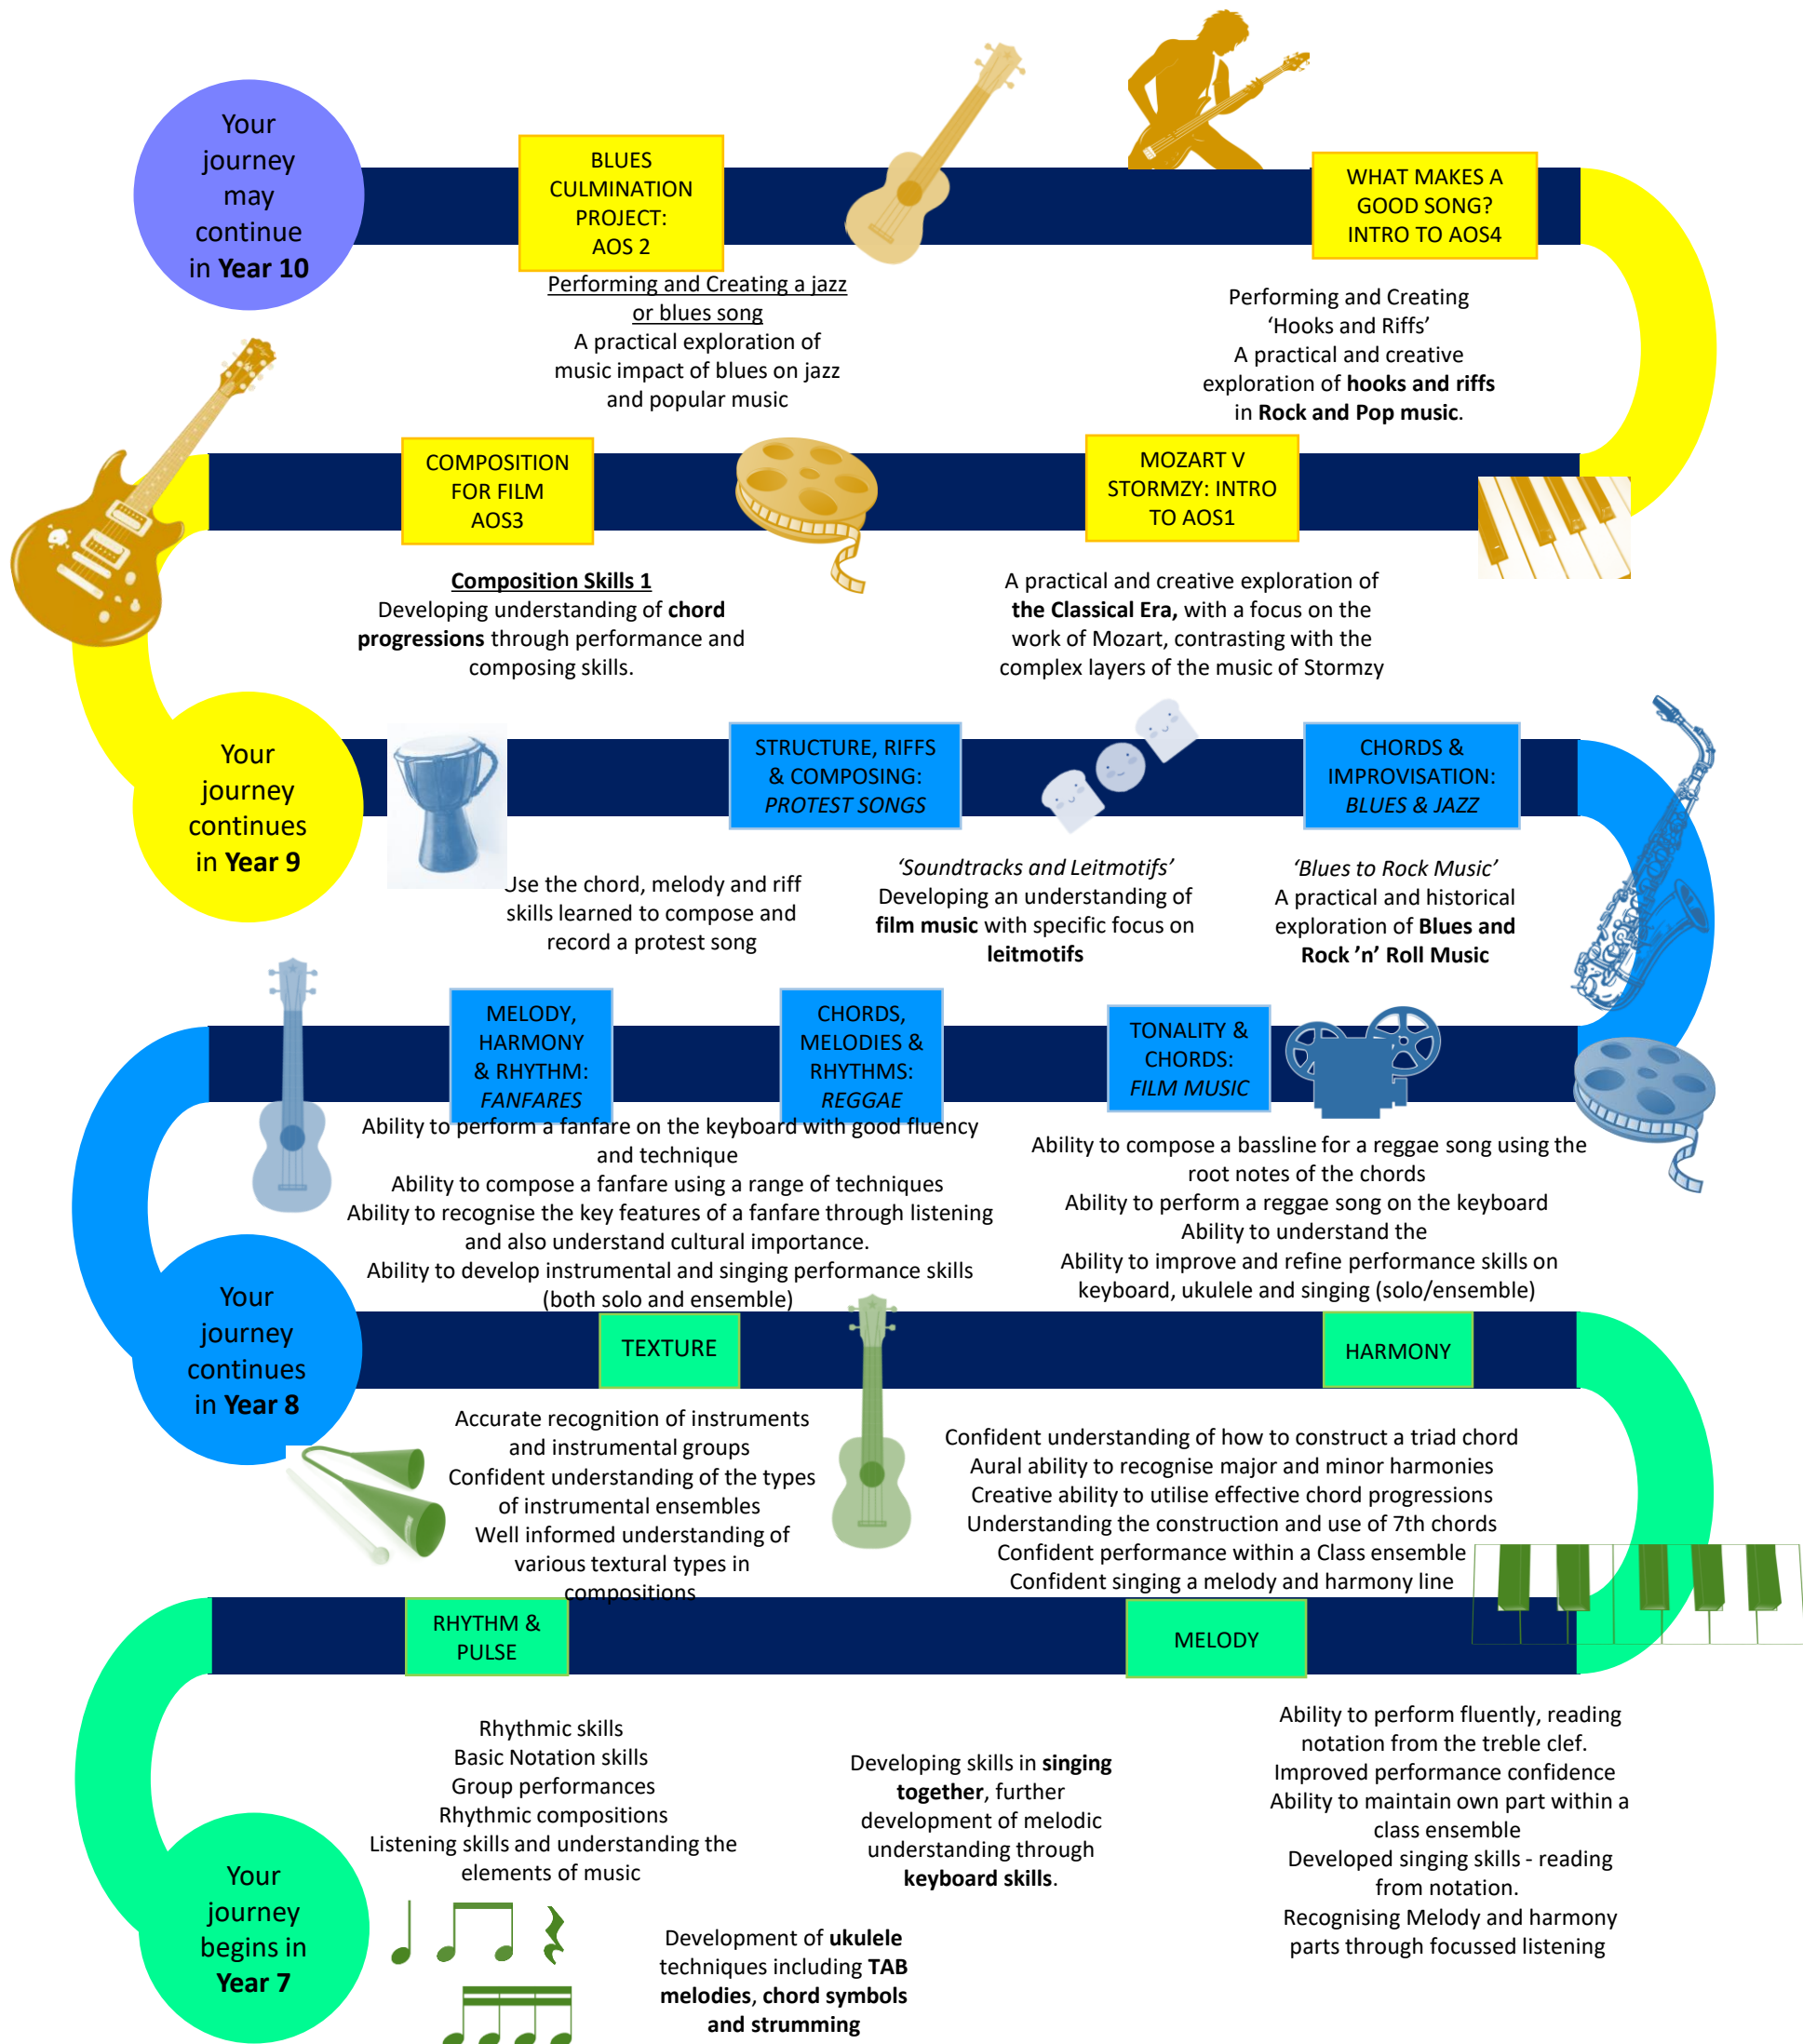 Your
journey
may
continue
in Year 10
BLUES
CULMINATION
PROJECT:
AOS 2
WHAT MAKES A
GOOD SONG?
INTRO TO AOS4
Performing and Creating a jazz
or blues song
A practical exploration of
music impact of blues on jazz
and popular music
Performing and Creating
‘Hooks and Riffs’
A practical and creative
exploration of hooks and riffs
in Rock and Pop music.
COMPOSITION
FOR FILM
AOS3
MOZART V
STORMZY: INTRO
TO AOS1
Composition Skills 1
Developing understanding of chord
progressions through performance and
composing skills.
A practical and creative exploration of
the Classical Era, with a focus on the
work of Mozart, contrasting with the
complex layers of the music of Stormzy
Your
journey
continues
in Year 9
STRUCTURE, RIFFS
& COMPOSING:
PROTEST SONGS
CHORDS &
IMPROVISATION:
BLUES & JAZZ
Use the chord, melody and riff
skills learned to compose and
record a protest song
‘Soundtracks and Leitmotifs’
Developing an understanding of
film music with specific focus on
leitmotifs
‘Blues to Rock Music’
A practical and historical
exploration of Blues and
Rock ’n’ Roll Music
MELODY,
HARMONY
& RHYTHM:
FANFARES
CHORDS,
MELODIES &
RHYTHMS:
REGGAE
TONALITY &
CHORDS:
FILM MUSIC
Ability to perform a fanfare on the keyboard with good fluency
and technique
Ability to compose a fanfare using a range of techniques
Ability to recognise the key features of a fanfare through listening
and also understand cultural importance.
Ability to develop instrumental and singing performance skills
(both solo and ensemble)
Ability to compose a bassline for a reggae song using the
root notes of the chords
Ability to perform a reggae song on the keyboard
Ability to understand the
Ability to improve and refine performance skills on
keyboard, ukulele and singing (solo/ensemble)
Your
journey
continues
in Year 8
TEXTURE
HARMONY
Accurate recognition of instruments
and instrumental groups
Confident understanding of the types
of instrumental ensembles
Well informed understanding of
various textural types in
compositions
Confident understanding of how to construct a triad chord
Aural ability to recognise major and minor harmonies
Creative ability to utilise effective chord progressions
Understanding the construction and use of 7th chords
Confident performance within a Class ensemble
Confident singing a melody and harmony line
RHYTHM &
PULSE
MELODY
Rhythmic skills
Basic Notation skills
Group performances
Rhythmic compositions
Listening skills and understanding the
elements of music
Developing skills in singing
together, further
development of melodic
understanding through
keyboard skills.
Ability to perform fluently, reading
notation from the treble clef.
Improved performance confidence
Ability to maintain own part within a
class ensemble
Developed singing skills - reading
from notation.
Recognising Melody and harmony
parts through focussed listening
Your
journey
begins in
Year 7
Development of ukulele
techniques including TAB
melodies, chord symbols
and strumming